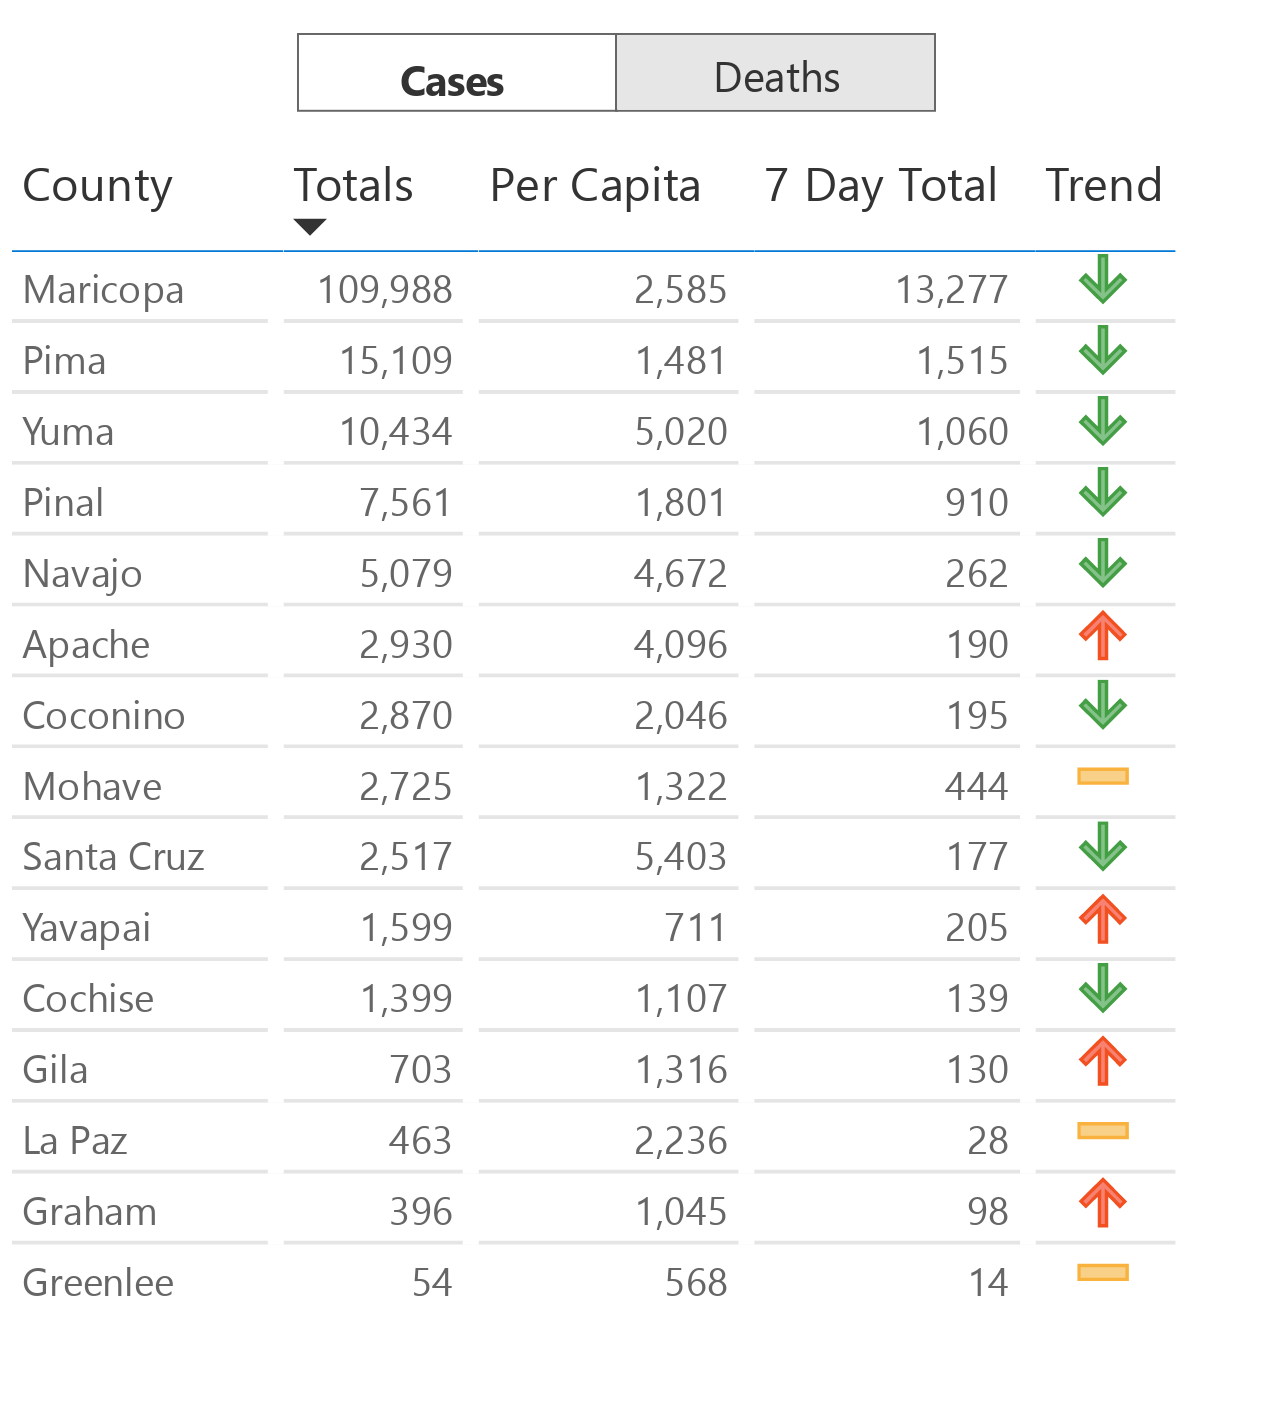 Cases Deaths
County Totals Per Capita 7 Day Total Trend
Maricopa 109,988 2,585 13,277
Pima 15,109 1,481 1,515
Yuma 10,434 5,020 1,060
Pinal 7,561 1,801 910
Navajo 5,079 4,672 262
Apache 2,930 4,096 190
Coconino 2,870 2,046 195
Mohave 2,725 1,322 444
Santa Cruz 2,517 5,403 177
Yavapai 1,599 711 205
Cochise 1,399 1,107 139
Gila 703 1,316 130
La Paz 463 2,236 28
Graham 396 1,045 98
Greenlee 54 568 14